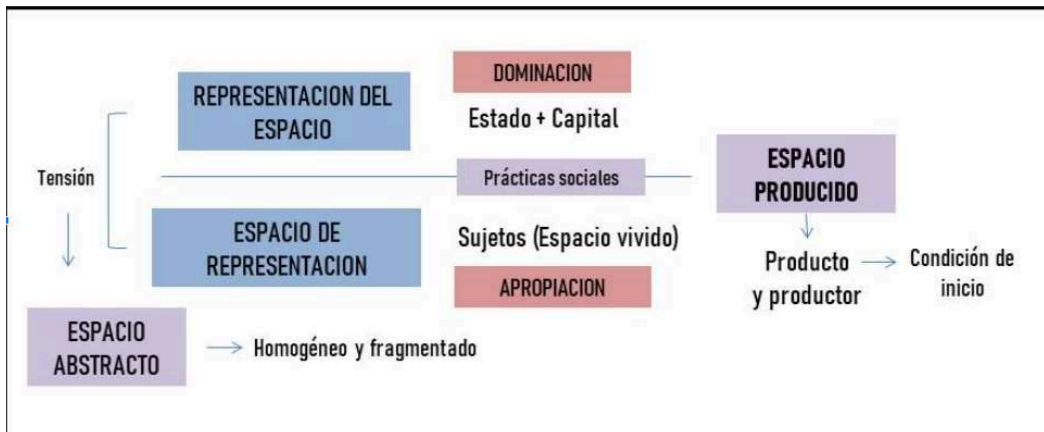 DOMINACION
REPRESENTACION DEL
ESPACIO
Estado + Capital
Tensión
Prácticas sociales
ESPACIO
PRODUCIDO
ESPACIO DE
REPRESENTACION
Sujetos (Espacio vivido)
APROPIACION
Producto
y productor
Condición de
inicio
ESPACIO
ABSTRACTO
Homogéneo y fragmentado